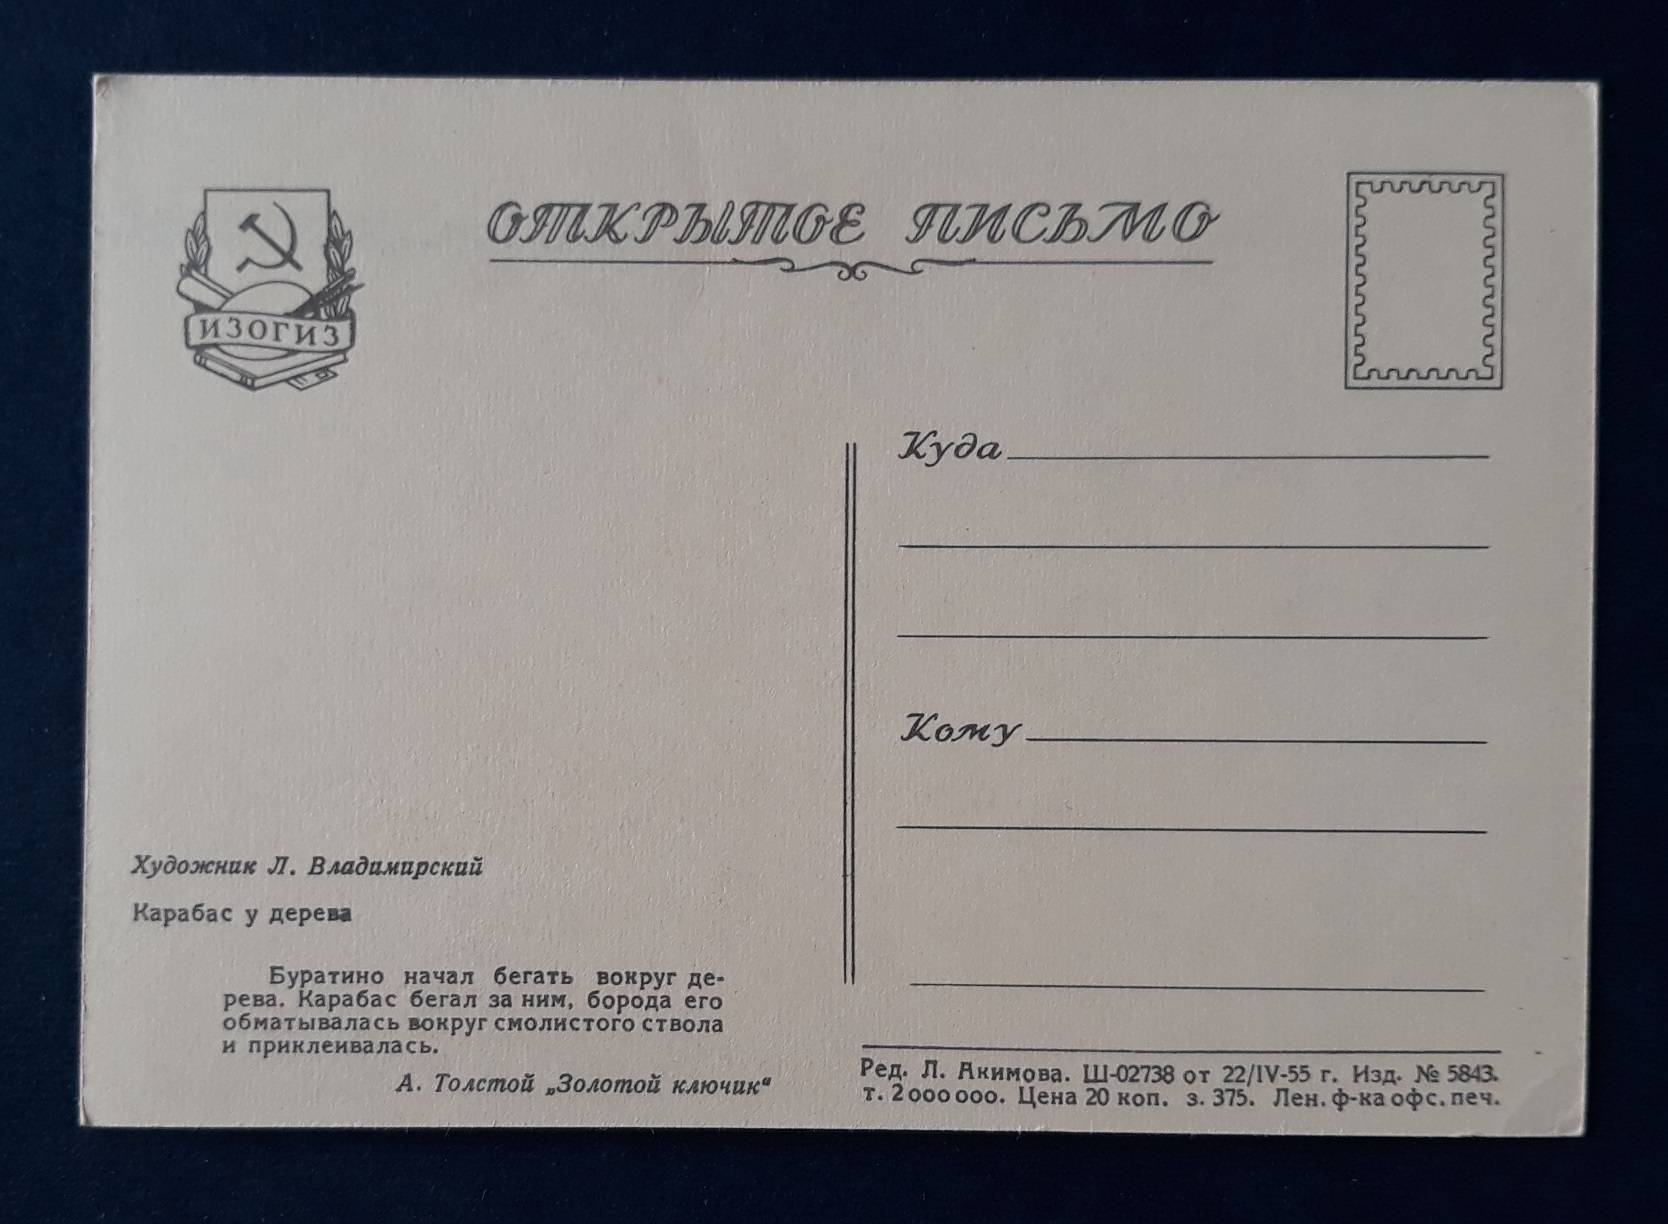 ОТКРЫТОЕ ПИСЬМО
ИЗОГИЗ
Куда
Кому
Художник Л. Владимирский
Карабас у дерева
Буратино начал бегать вокруг де-
рева. Карабас бегал за ним, борода его
обматывалась вокруг смолистого ствола
и приклеивалась.
А. Толстой „Золотой ключик“
Ред. Л. Акимова. Ш-02738 от 22/IV-55 г. Изд. № 5843.
т. 2 000 000. Цена 20 коп. з. 375. Лен. ф-ка офс. печ.